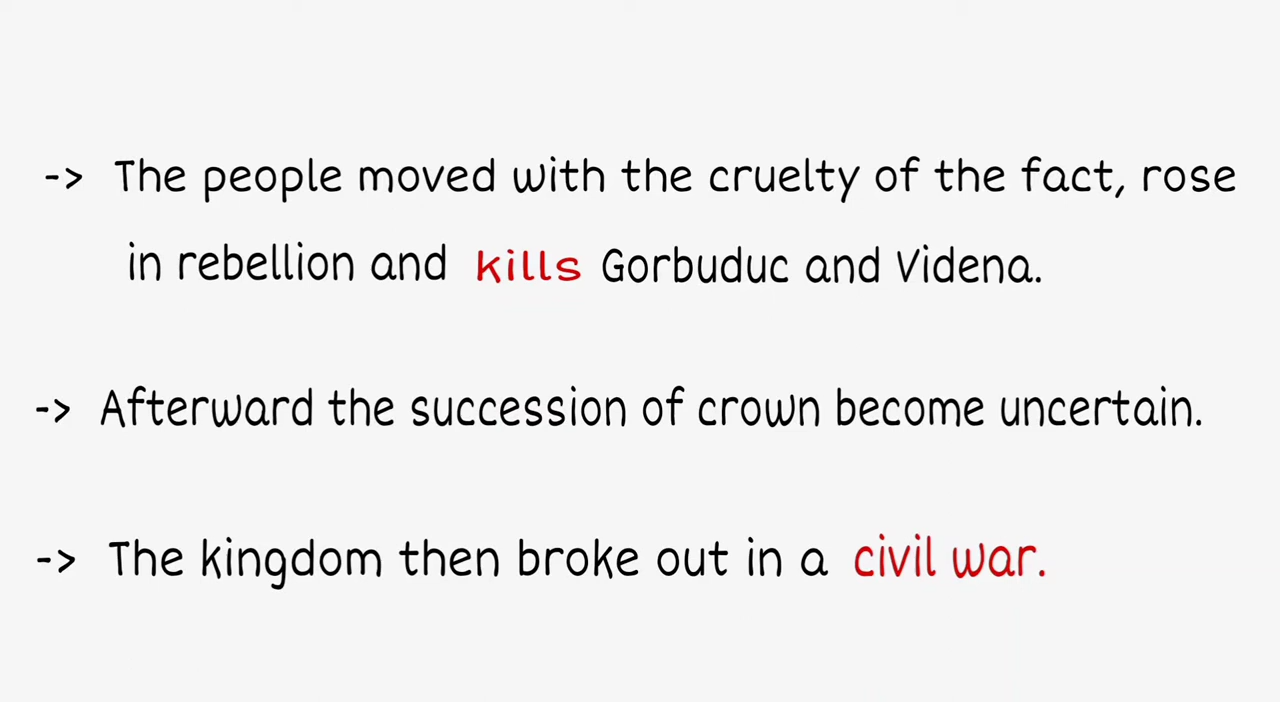 -> The people moved with the cruelty of the fact, rose
in rebellion and kills Gorbuduc and Videna.
-> Afterward the succession of crown become uncertain.
-> The kingdom then broke out in a civil war.